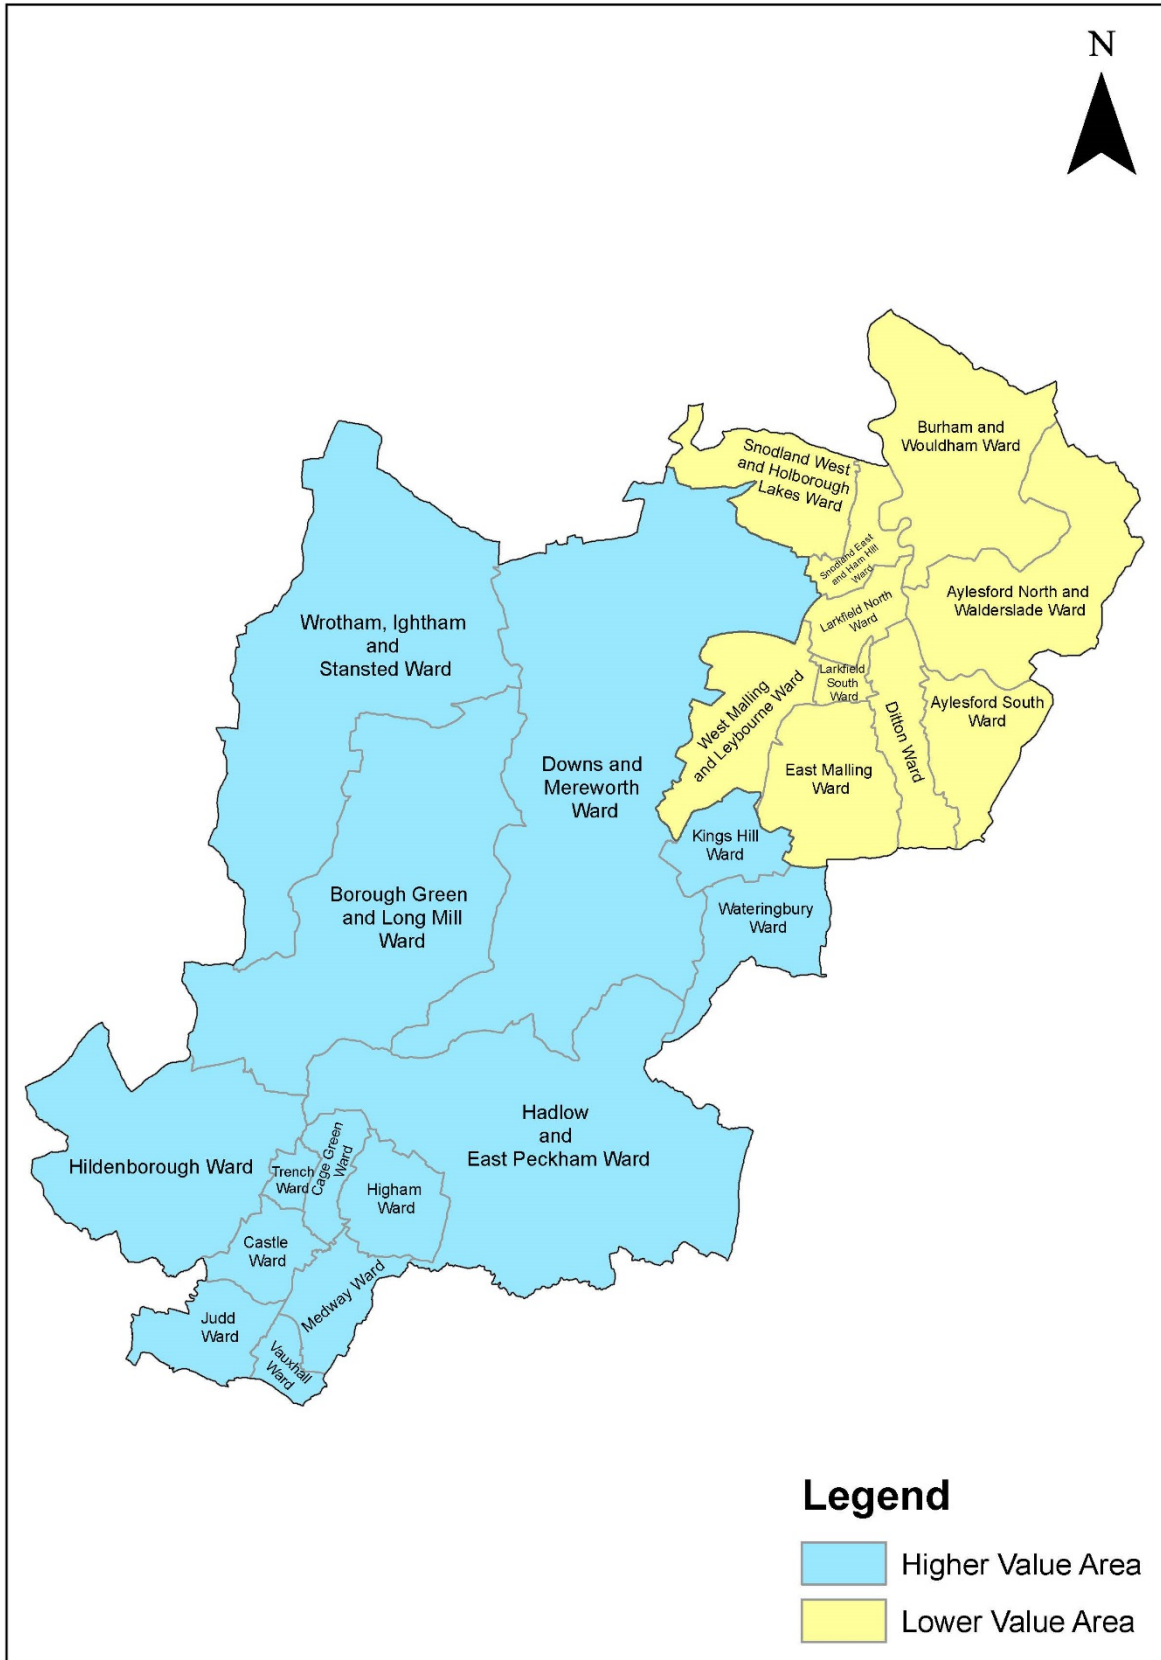 N
Burham and
Wouldham Ward
Snodland West
and Holborough
Lakes Ward
Snodland East
and Ham Hill
Ward
Aylesford North and
Walderslade Ward
Larkfield North
Ward
Wrotham, Ightham
and
Stansted Ward
Larkfield
South
Ward
West Malling
and Leybourne Ward
Ditton Ward
Aylesford South
Ward
Downs and
Mereworth
Ward
East Malling
Ward
Kings Hill
Ward
Borough Green
and Long Mill
Ward
Wateringbury
Ward
Hadlow
and
East Peckham Ward
Hildenborough Ward
Trench
Ward
Cage Green
Ward
Higham
Ward
Castle
Ward
Medway Ward
Judd
Ward
Vauxhall
Ward
Legend
Higher Value Area
Lower Value Area